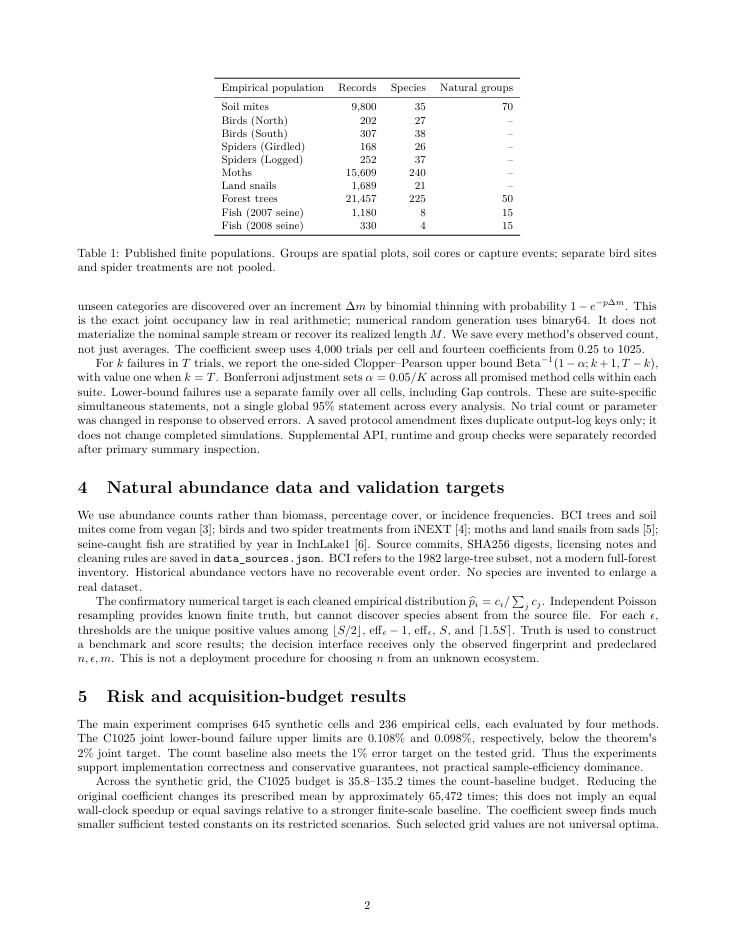 Empirical population Records Species Natural groups
Soil mites 9,800 35 70
Birds (North) 202 27 –
Birds (South) 307 38 –
Spiders (Girdled) 168 26 –
Spiders (Logged) 252 37 –
Moths 15,609 240 –
Land snails 1,689 21 –
Forest trees 21,457 225 50
Fish (2007 seine) 1,180 8 15
Fish (2008 seine) 330 4 15
Table 1: Published finite populations. Groups are spatial plots, soil cores or capture events; separate bird sites
and spider treatments are not pooled.
unseen categories are discovered over an increment Δm by binomial thinning with probability 1 − e^{−pΔm}. This
is the exact joint occupancy law in real arithmetic; numerical random generation uses binary64. It does not
materialize the nominal sample stream or recover its realized length M. We save every method's observed count,
not just averages. The coefficient sweep uses 4,000 trials per cell and fourteen coefficients from 0.25 to 1025.
For k failures in T trials, we report the one-sided Clopper–Pearson upper bound Beta^{−1}(1 − α; k + 1, T − k),
with value one when k = T. Bonferroni adjustment sets α = 0.05/K across all promised method cells within each
suite. Lower-bound failures use a separate family over all cells, including Gap controls. These are suite-specific
simultaneous statements, not a single global 95% statement across every analysis. No trial count or parameter
was changed in response to observed errors. A saved protocol amendment fixes duplicate output-log keys only; it
does not change completed simulations. Supplemental API, runtime and group checks were separately recorded
after primary summary inspection.
4 Natural abundance data and validation targets
We use abundance counts rather than biomass, percentage cover, or incidence frequencies. BCI trees and soil
mites come from vegan [3]; birds and two spider treatments from iNEXT [4]; moths and land snails from sads [5];
seine-caught fish are stratified by year in InchLake1 [6]. Source commits, SHA256 digests, licensing notes and
cleaning rules are saved in data_sources.json. BCI refers to the 1982 large-tree subset, not a modern full-forest
inventory. Historical abundance vectors have no recoverable event order. No species are invented to enlarge a
real dataset.
The confirmatory numerical target is each cleaned empirical distribution p̂_i = c_i/∑_j c_j. Independent Poisson
resampling provides known finite truth, but cannot discover species absent from the source file. For each ϵ,
thresholds are the unique positive values among ⌊S/2⌋, eff_ϵ − 1, eff_ϵ, S, and ⌈1.5S⌉. Truth is used to construct
a benchmark and score results; the decision interface receives only the observed fingerprint and predeclared
n, ϵ, m. This is not a deployment procedure for choosing n from an unknown ecosystem.
5 Risk and acquisition-budget results
The main experiment comprises 645 synthetic cells and 236 empirical cells, each evaluated by four methods.
The C1025 joint lower-bound failure upper limits are 0.108% and 0.098%, respectively, below the theorem's
2% joint target. The count baseline also meets the 1% error target on the tested grid. Thus the experiments
support implementation correctness and conservative guarantees, not practical sample-efficiency dominance.
Across the synthetic grid, the C1025 budget is 35.8–135.2 times the count-baseline budget. Reducing the
original coefficient changes its prescribed mean by approximately 65,472 times; this does not imply an equal
wall-clock speedup or equal savings relative to a stronger finite-scale baseline. The coefficient sweep finds much
smaller sufficient tested constants on its restricted scenarios. Such selected grid values are not universal optima.
2